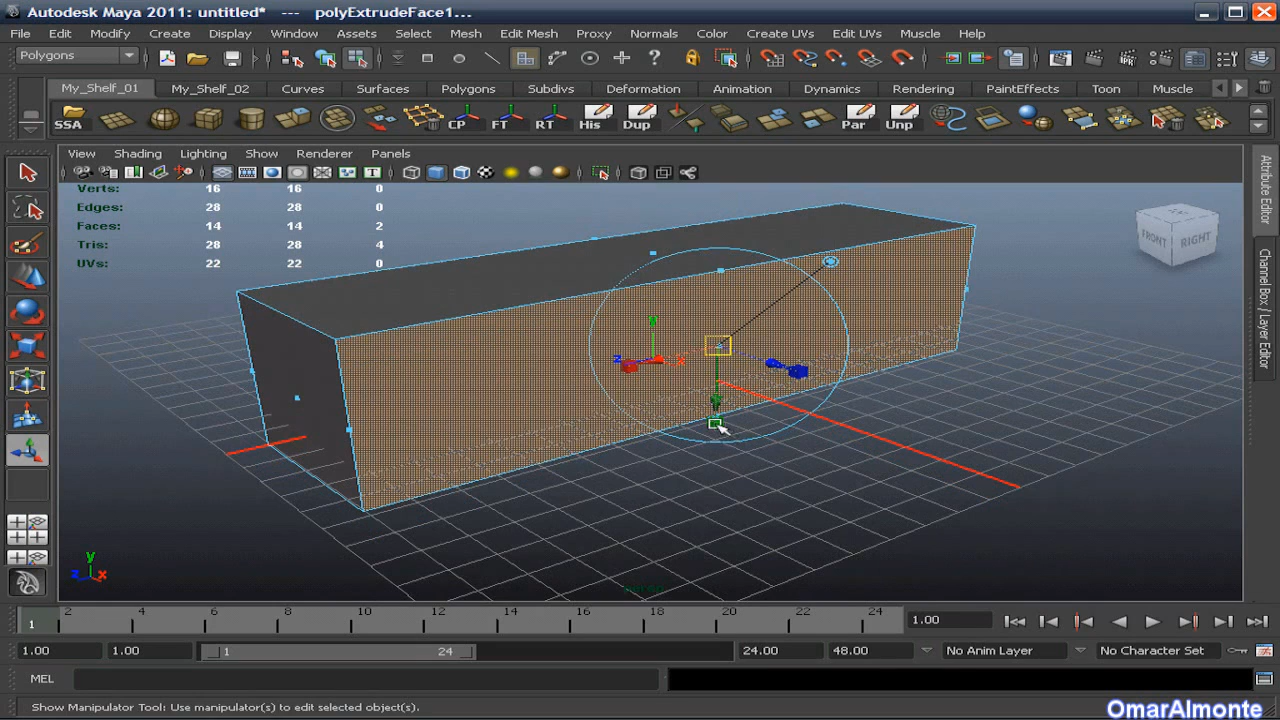 Autodesk Maya 2011: untitled* --- polyExtrudeFace1...
File Edit Modify Create Display Window Assets Select Mesh Edit Mesh Proxy Normals Color Create UVs Edit UVs Muscle Help
Polygons
My_Shelf_01 My_Shelf_02 Curves Surfaces Polygons Subdivs Deformation Animation Dynamics Rendering PaintEffects Toon Muscle
SSA CP FT RT His Dup Par Unp
View Shading Lighting Show Renderer Panels
Verts: 16 16 0
Edges: 28 28 0
Faces: 14 14 2
Tris: 28 28 4
UVs: 22 22 0
FRONT RIGHT
Attribute Editor
Channel Box / Layer Editor
z x
y
z x
persp
1 2 4 6 8 10 12 14 16 18 20 22 24 1.00
1.00 1.00 1 24 24.00 48.00 No Anim Layer No Character Set
MEL
Show Manipulator Tool: Use manipulator(s) to edit selected object(s).
OmarAlmonte